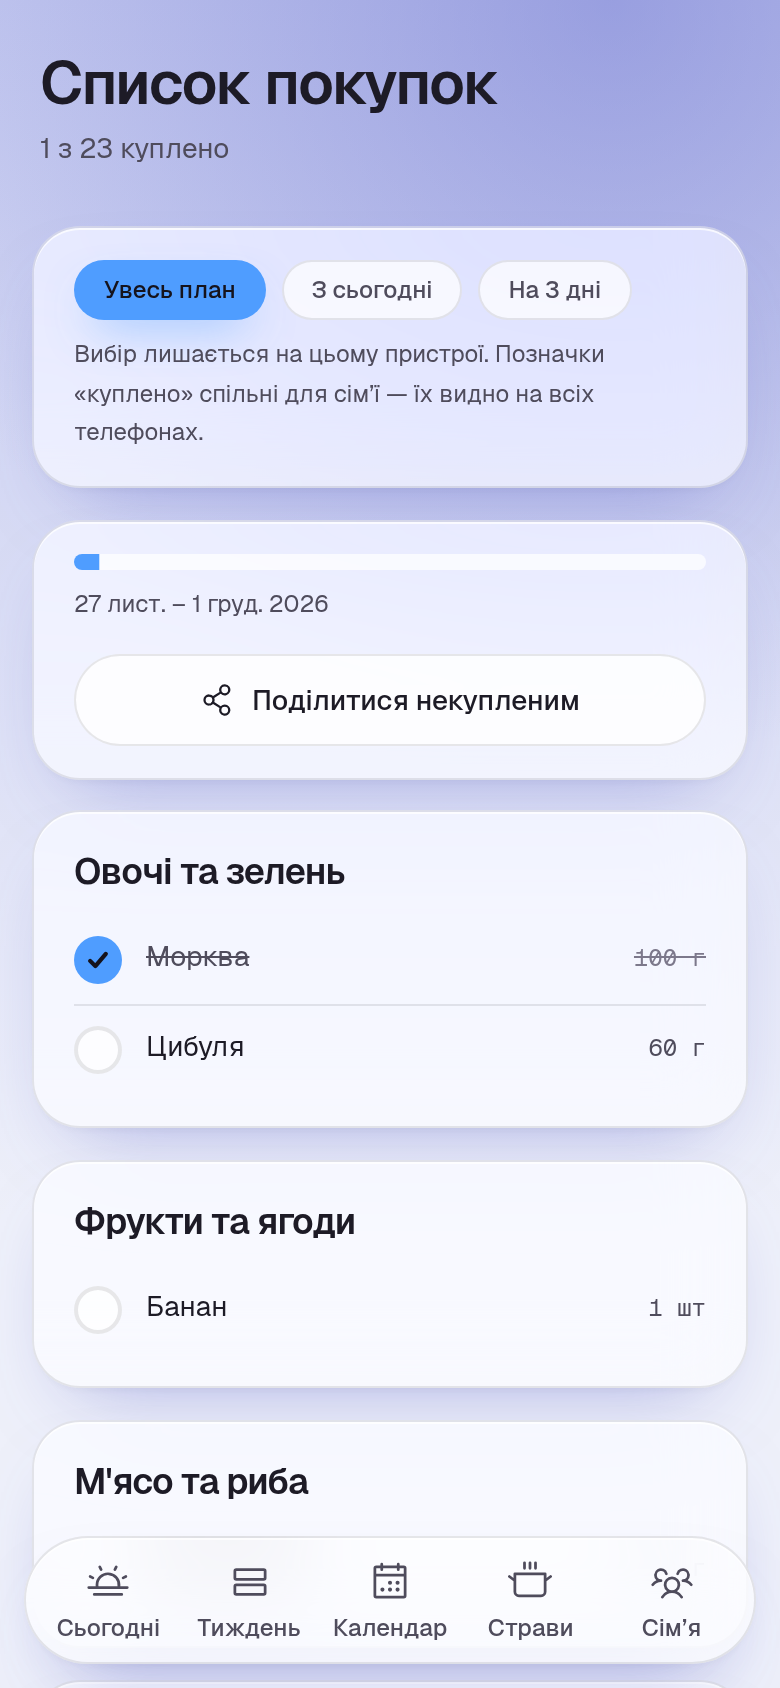 Список покупок
1 з 23 куплено
Увесь план
З сьогодні
На 3 дні
Вибір лишається на цьому пристрої. Позначки
«куплено» спільні для сім’ї — їх видно на всіх
телефонах.
27 лист. – 1 груд. 2026
Поділитися некупленим
Овочі та зелень
Морква 100 г
Цибуля 60 г
Фрукти та ягоди
Банан 1 шт
М'ясо та риба
Сьогодні
Тиждень
Календар
Страви
Сім’я